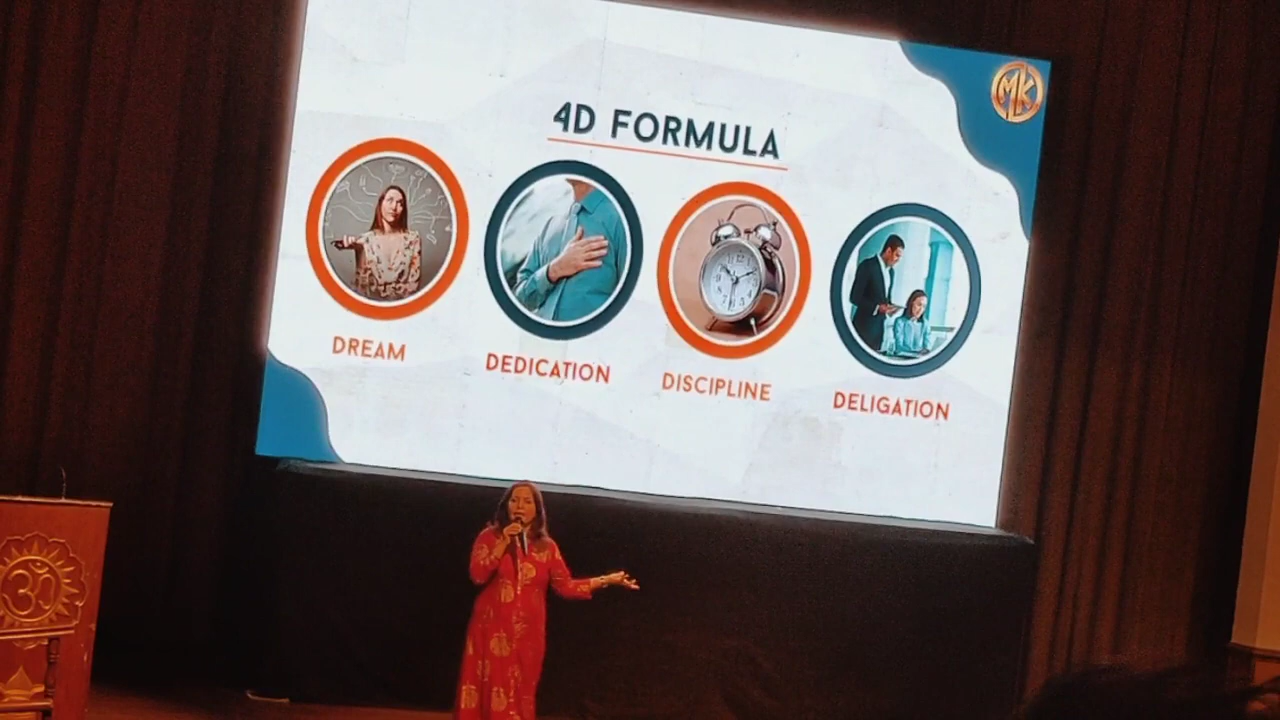 MK
4D FORMULA
DREAM
DEDICATION
DISCIPLINE
DELIGATION
ॐ